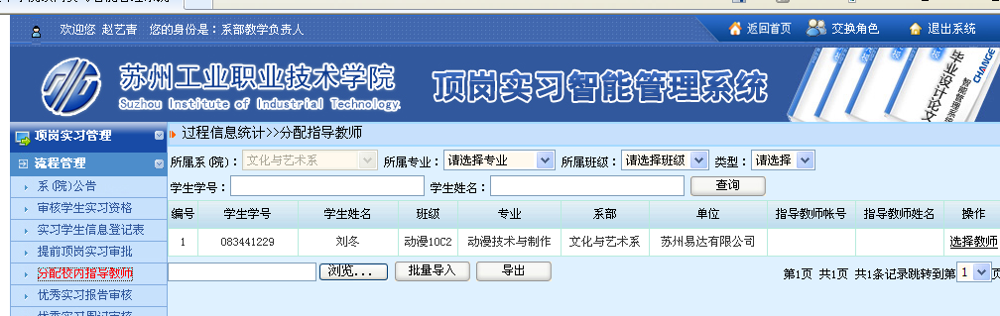 欢迎您 赵艺青 您的身份是：系部教学负责人 返回首页 交换角色 退出系统
苏州工业职业技术学院
Suzhou Institute of Industrial Technology.
顶岗实习智能管理系统
毕业设计论文
智能管理系统
CHANGE
顶岗实习管理
过程信息统计>>分配指导教师
流程管理
所属系(院)： 文化与艺术系 所属专业： 请选择专业 所属班级： 请选择班级 类型： 请选择
系(院)公告
学生学号： 学生姓名： 查询
审核学生实习资格
编号 学生学号 学生姓名 班级 专业 系部 单位 指导教师帐号 指导教师姓名 操作
实习学生信息登记表
1 083441229 刘冬 动漫10C2 动漫技术与制作 文化与艺术系 苏州易达有限公司 选择教师
提前顶岗实习审批
分配校内指导教师
浏览... 批量导入 导出 第1页 共1页 共1条记录跳转到第 1 页
优秀实习报告审核